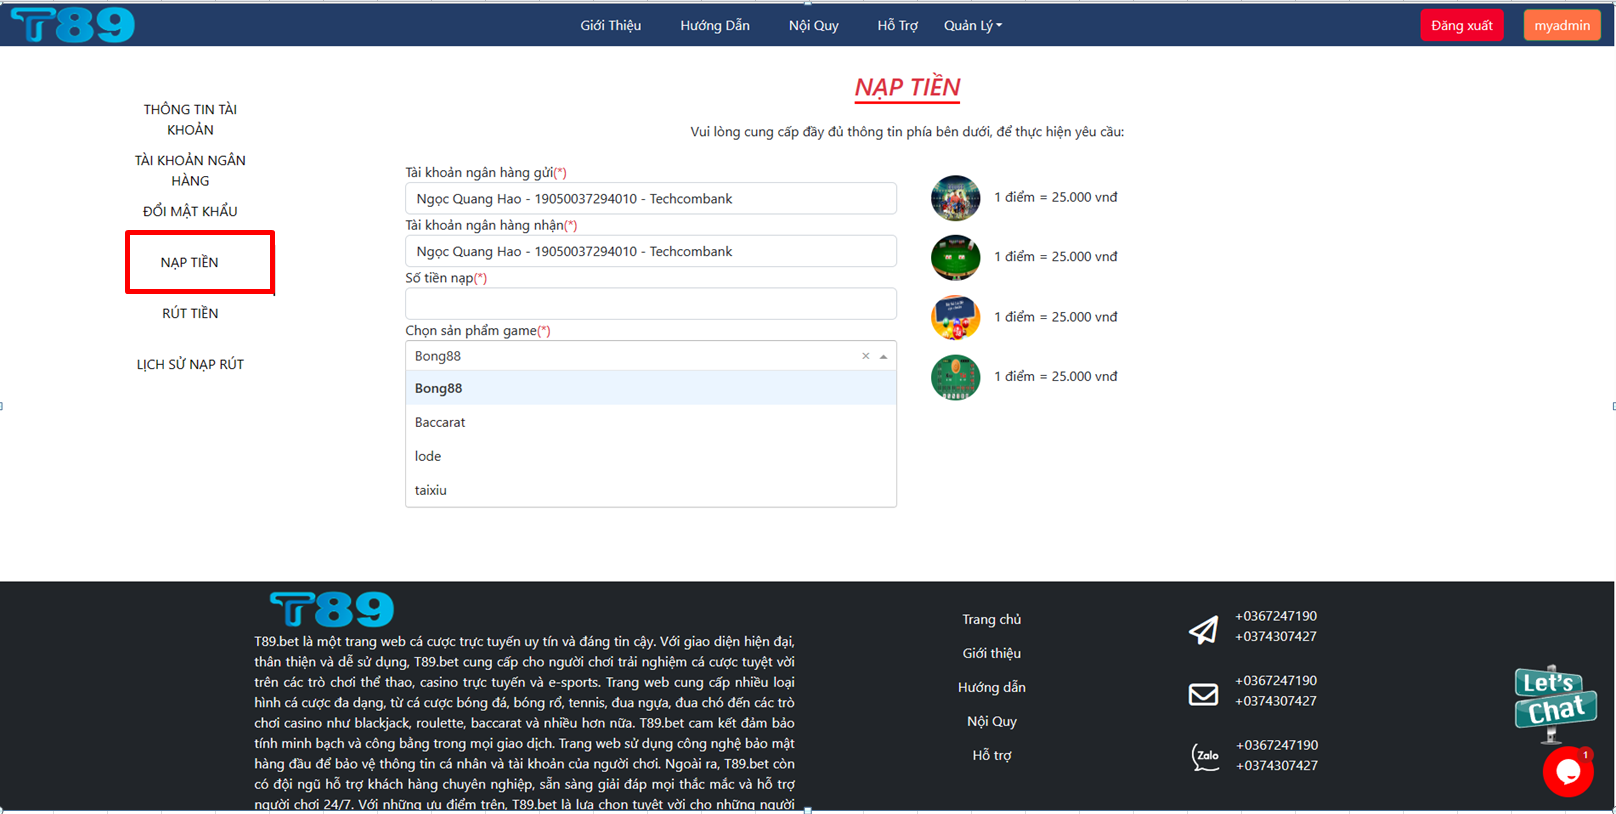 T89
Giới Thiệu
Hướng Dẫn
Nội Quy
Hỗ Trợ
Quản Lý
Đăng xuất
myadmin
THÔNG TIN TÀI
KHOẢN
TÀI KHOẢN NGÂN
HÀNG
ĐỔI MẬT KHẨU
NẠP TIỀN
RÚT TIỀN
LỊCH SỬ NẠP RÚT
NẠP TIỀN
Vui lòng cung cấp đầy đủ thông tin phía bên dưới, để thực hiện yêu cầu:
Tài khoản ngân hàng gửi(*)
Ngọc Quang Hao - 19050037294010 - Techcombank
Tài khoản ngân hàng nhận(*)
Ngọc Quang Hao - 19050037294010 - Techcombank
Số tiền nạp(*)
Chọn sản phẩm game(*)
Bong88
Bong88
Baccarat
lode
taixiu
1 điểm = 25.000 vnđ
1 điểm = 25.000 vnđ
1 điểm = 25.000 vnđ
1 điểm = 25.000 vnđ
T89
T89.bet là một trang web cá cược trực tuyến uy tín và đáng tin cậy. Với giao diện hiện đại,
thân thiện và dễ sử dụng, T89.bet cung cấp cho người chơi trải nghiệm cá cược tuyệt vời
trên các trò chơi thể thao, casino trực tuyến và e-sports. Trang web cung cấp nhiều loại
hình cá cược đa dạng, từ cá cược bóng đá, bóng rổ, tennis, đua ngựa, đua chó đến các trò
chơi casino như blackjack, roulette, baccarat và nhiều hơn nữa. T89.bet cam kết đảm bảo
tính minh bạch và công bằng trong mọi giao dịch. Trang web sử dụng công nghệ bảo mật
hàng đầu để bảo vệ thông tin cá nhân và tài khoản của người chơi. Ngoài ra, T89.bet còn
có đội ngũ hỗ trợ khách hàng chuyên nghiệp, sẵn sàng giải đáp mọi thắc mắc và hỗ trợ
người chơi 24/7. Với những ưu điểm trên, T89.bet là lựa chọn tuyệt vời cho những người
Trang chủ
Giới thiệu
Hướng dẫn
Nội Quy
Hỗ trợ
+0367247190
+0374307427
+0367247190
+0374307427
Zalo
+0367247190
+0374307427
Let's
Chat
1